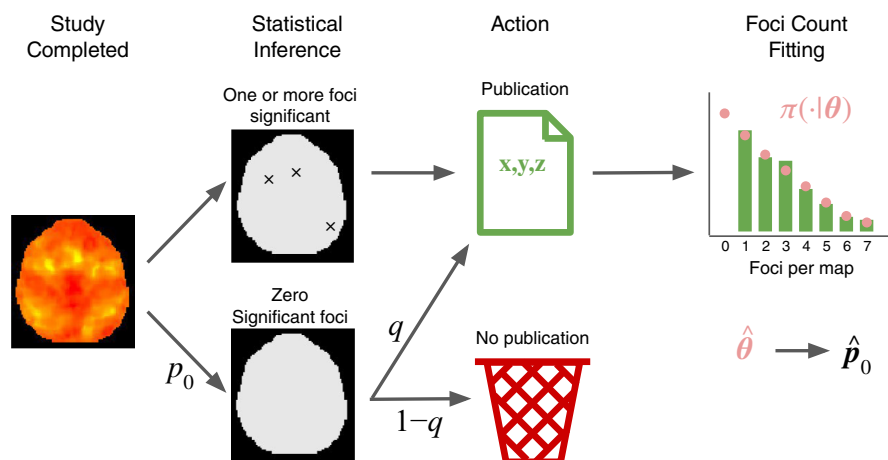 Study
Completed
Statistical
Inference
Action
Foci Count
Fitting
One or more foci
significant
Publication
x,y,z
π(·|θ)
0 1 2 3 4 5 6 7
Foci per map
Zero
Significant foci
p₀
q
1−q
No publication
θ̂
p̂₀